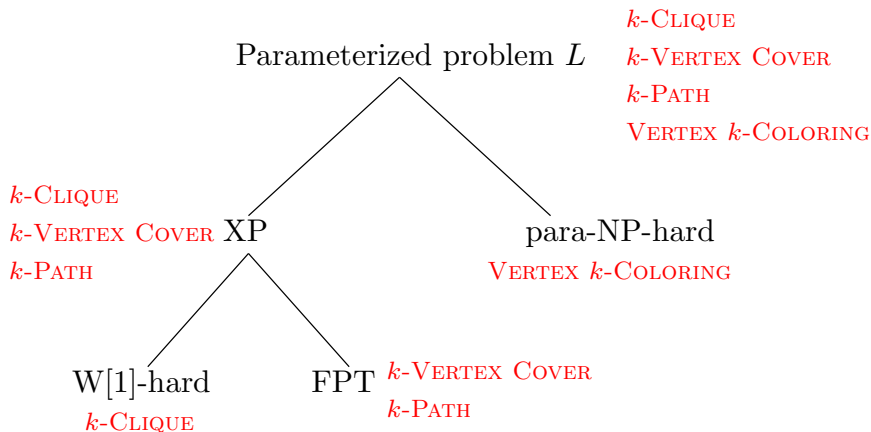 k-CLIQUE
Parameterized problem L
k-VERTEX COVER
k-PATH
VERTEX k-COLORING
k-CLIQUE
k-VERTEX COVER XP
k-PATH
para-NP-hard
VERTEX k-COLORING
W[1]-hard
k-CLIQUE
FPT
k-VERTEX COVER
k-PATH